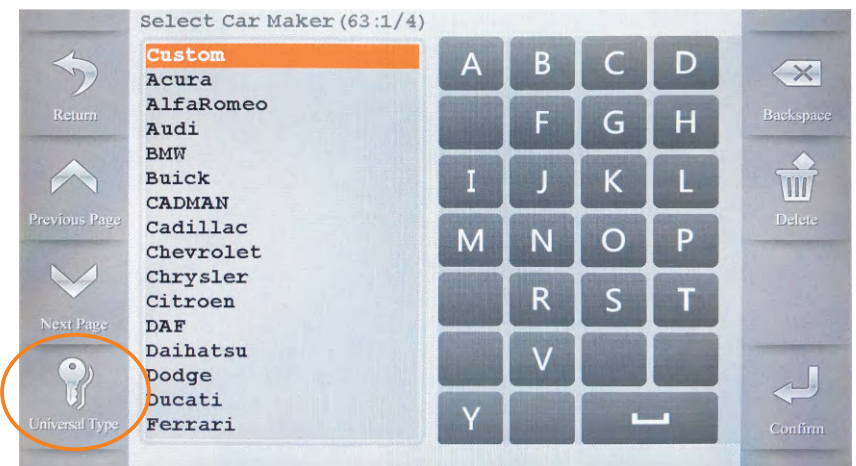 Select Car Maker (63:1/4)
Custom
Acura
AlfaRomeo
Audi
BMW
Buick
CADMAN
Cadillac
Chevrolet
Chrysler
Citroen
DAF
Daihatsu
Dodge
Ducati
Ferrari
Return
Previous Page
Next Page
Universal Type
A B C D
F G H
I J K L
M N O P
R S T
V
Y
Backspace
Delete
Confirm